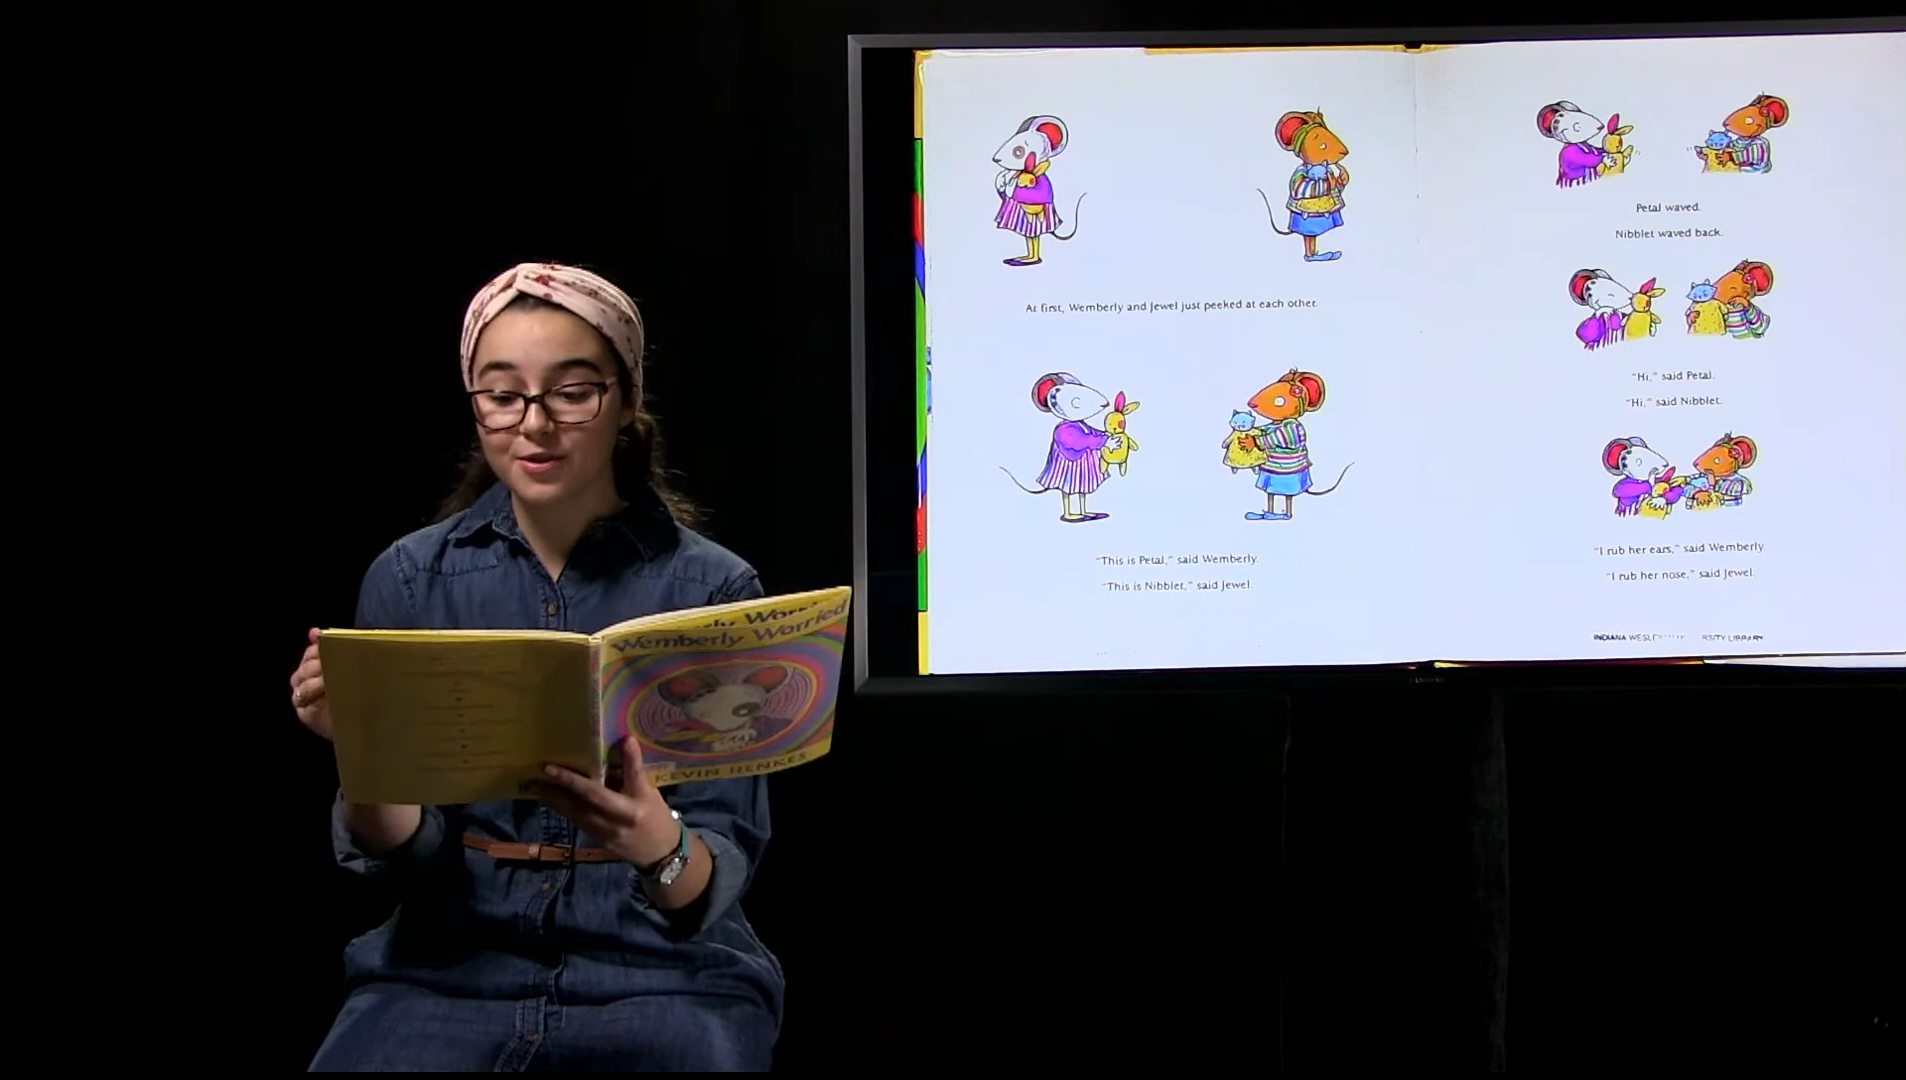 At first, Wemberly and Jewel just peeked at each other.
"This is Petal," said Wemberly.
"This is Nibblet," said Jewel.
Petal waved.
Nibblet waved back.
"Hi," said Petal.
"Hi," said Nibblet.
"I rub her ears," said Wemberly.
"I rub her nose," said Jewel.
INDIANA LIBRARY
Wemberly Worried
KEVIN HENKES